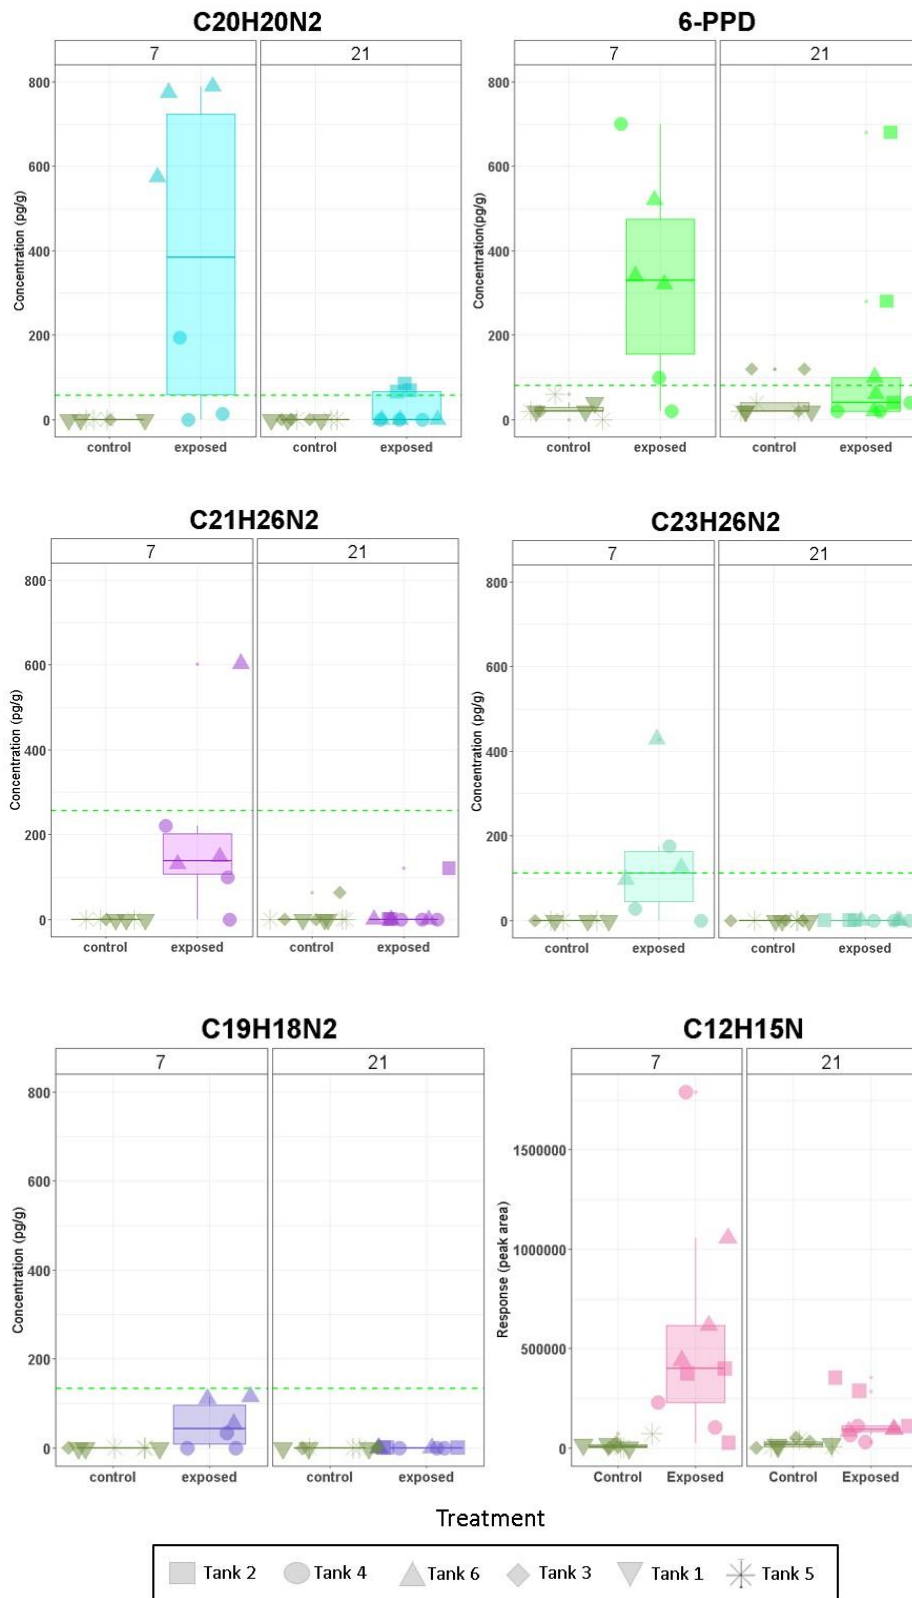 C20H20N2
6-PPD
7
21
7
21
800
600
400
200
0
Concentration (pg/g)
control
exposed
control
exposed
800
600
400
200
0
Concentration(pg/g)
control
exposed
control
exposed
C21H26N2
C23H26N2
7
21
7
21
800
600
400
200
0
Concentration (pg/g)
control
exposed
control
exposed
800
600
400
200
0
Concentration (pg/g)
control
exposed
control
exposed
C19H18N2
C12H15N
7
21
7
21
800
600
400
200
0
Concentration (pg/g)
control
exposed
control
exposed
1500000
1000000
500000
0
Response (peak area)
Control
Exposed
Control
Exposed
Treatment
Tank 2 Tank 4 Tank 6 Tank 3 Tank 1 Tank 5